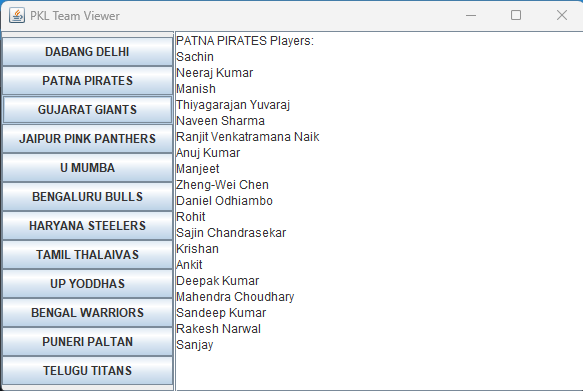 PKL Team Viewer
DABANG DELHI
PATNA PIRATES
GUJARAT GIANTS
JAIPUR PINK PANTHERS
U MUMBA
BENGALURU BULLS
HARYANA STEELERS
TAMIL THALAIVAS
UP YODDHAS
BENGAL WARRIORS
PUNERI PALTAN
TELUGU TITANS
PATNA PIRATES Players:
Sachin
Neeraj Kumar
Manish
Thiyagarajan Yuvaraj
Naveen Sharma
Ranjit Venkatramana Naik
Anuj Kumar
Manjeet
Zheng-Wei Chen
Daniel Odhiambo
Rohit
Sajin Chandrasekar
Krishan
Ankit
Deepak Kumar
Mahendra Choudhary
Sandeep Kumar
Rakesh Narwal
Sanjay